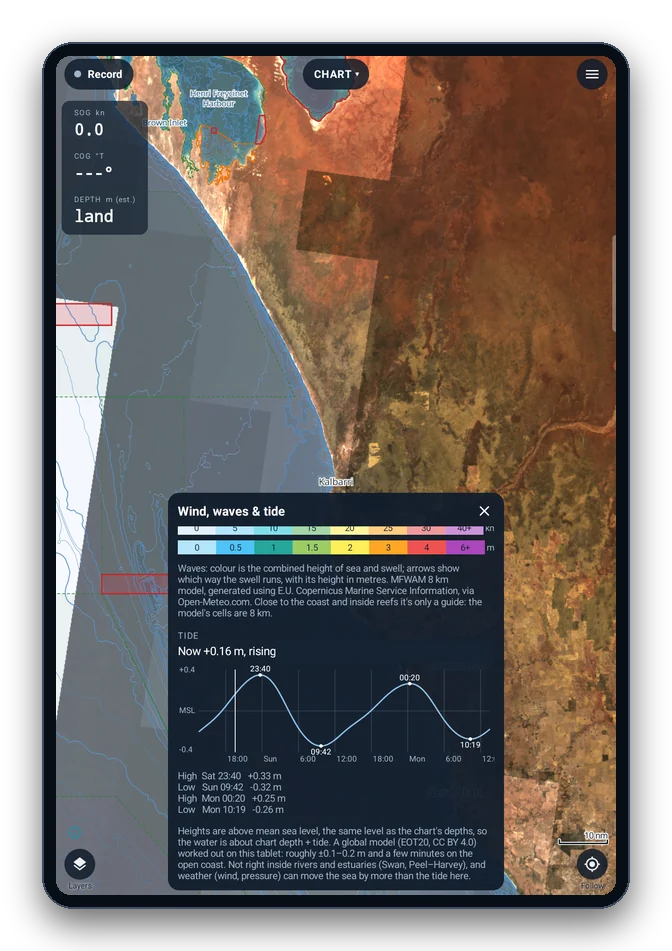 Record
CHART ▾
SOG kn
0.0
COG °T
---°
DEPTH m (est.)
land
Henri Freycinet
Harbour
Brown Inlet
Kalbarri
Wind, waves & tide
0 5 10 15 20 25 30 40+ kn
0 0.5 1 1.5 2 3 4 6+ m
Waves: colour is the combined height of sea and swell; arrows show
which way the swell runs, with its height in metres. MFWAM 8 km
model, generated using E.U. Copernicus Marine Service Information, via
Open-Meteo.com. Close to the coast and inside reefs it's only a guide: the
model's cells are 8 km.
TIDE
Now +0.16 m, rising
+0.4
23:40
00:20
MSL
-0.4
09:42
10:19
18:00 Sun 6:00 12:00 18:00 Mon 6:00 12:
High Sat 23:40 +0.33 m
Low Sun 09:42 -0.32 m
High Mon 00:20 +0.25 m
Low Mon 10:19 -0.26 m
Heights are above mean sea level, the same level as the chart's depths, so
the water is about chart depth + tide. A global model (EOT20, CC BY 4.0)
worked out on this tablet: roughly ±0.1–0.2 m and a few minutes on the
open coast. Not right inside rivers and estuaries (Swan, Peel–Harvey), and
weather (wind, pressure) can move the sea by more than the tide here.
10 nm
Layers
Follow